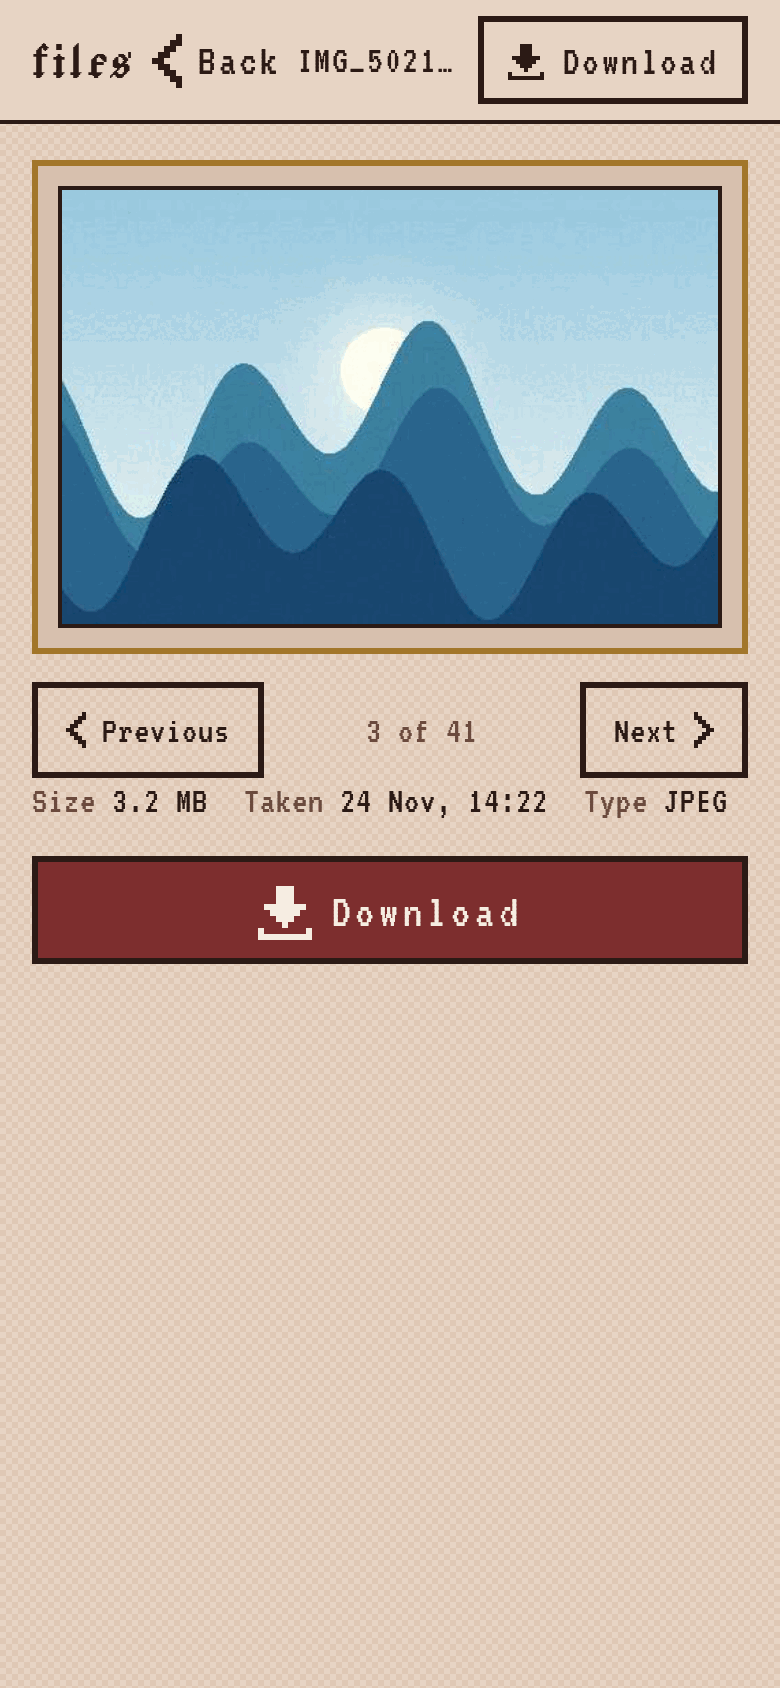 files Back IMG_5021… Download
Previous 3 of 41 Next
Size 3.2 MB Taken 24 Nov, 14:22 Type JPEG
Download